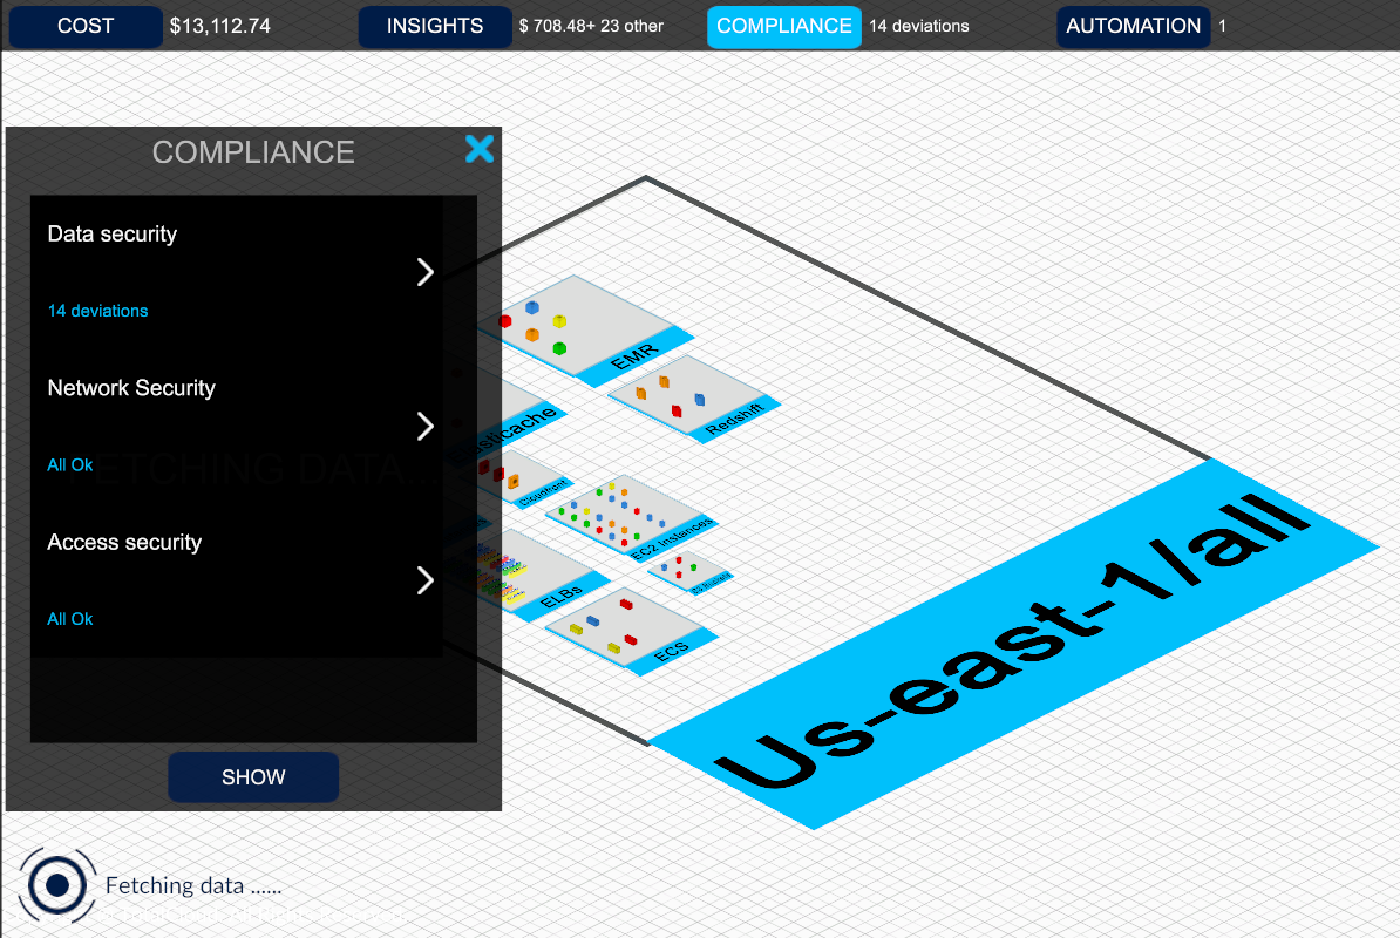 COST $13,112.74 INSIGHTS $ 708.48+ 23 other COMPLIANCE 14 deviations AUTOMATION 1
COMPLIANCE
Data security
14 deviations
Network Security
All Ok
FETCHING DATA...
Access security
All Ok
SHOW
EMR
Redshift
EC2 instances
ELBs
ECS
Us-east-1/all
Fetching data ......